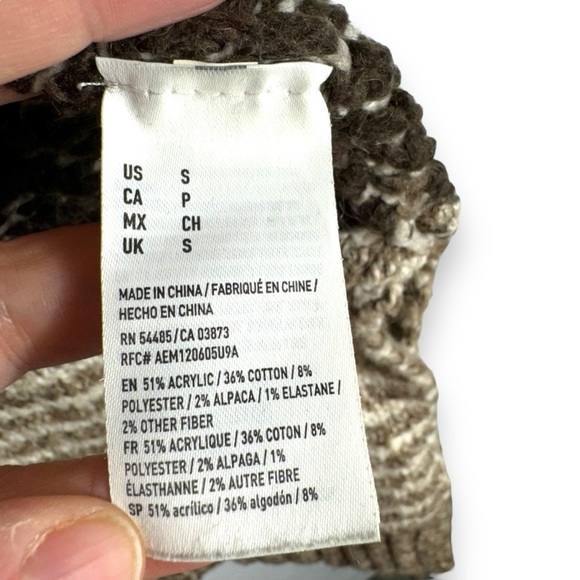 US S
CA P
MX CH
UK S
MADE IN CHINA / FABRIQUÉ EN CHINE /
HECHO EN CHINA
RN 54485 / CA 03873
RFC# AEM120605U9A
EN 51% ACRYLIC / 36% COTTON / 8%
POLYESTER / 2% ALPACA / 1% ELASTANE /
2% OTHER FIBER
FR 51% ACRYLIQUE / 36% COTON / 8%
POLYESTER / 2% ALPAGA / 1%
ÉLASTHANNE / 2% AUTRE FIBRE
SP 51% acrílico / 36% algodón / 8%